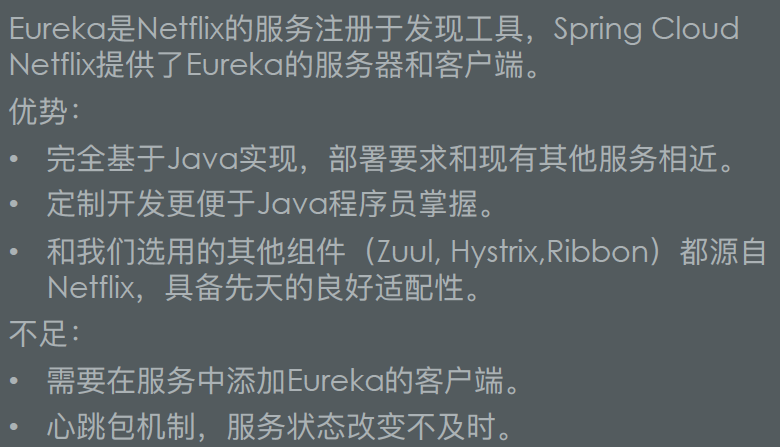 Eureka是Netflix的服务注册于发现工具，Spring Cloud
Netflix提供了Eureka的服务器和客户端。
优势：
• 完全基于Java实现，部署要求和现有其他服务相近。
• 定制开发更便于Java程序员掌握。
• 和我们选用的其他组件（Zuul, Hystrix,Ribbon）都源自
Netflix，具备先天的良好适配性。
不足：
• 需要在服务中添加Eureka的客户端。
• 心跳包机制，服务状态改变不及时。